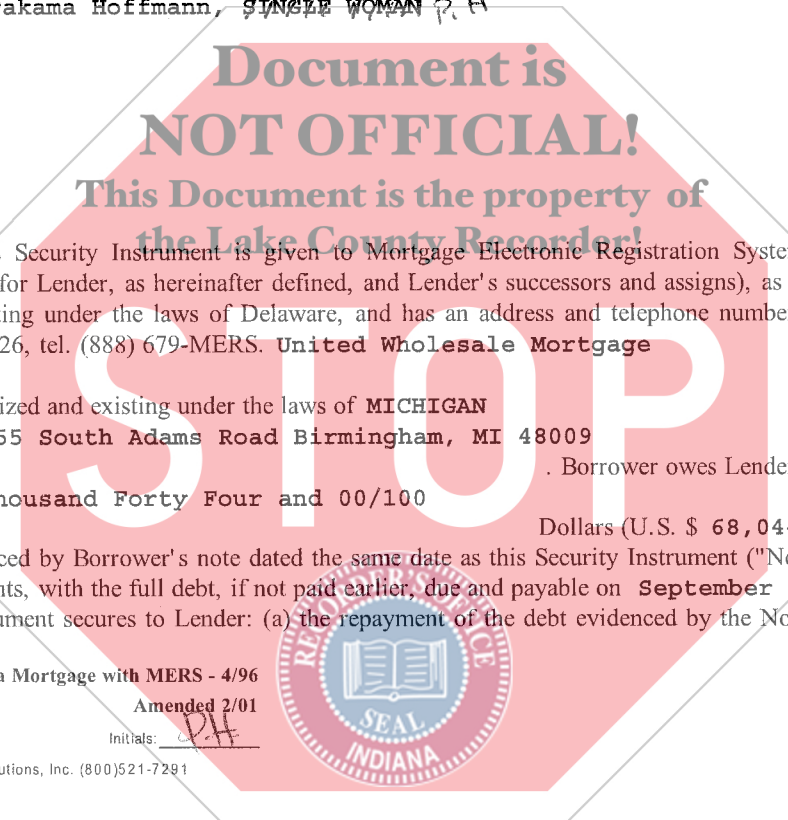 akama Hoffmann, SINGLE WOMAN P. H
Document is
NOT OFFICIAL!
This Document is the property of
the Lake County Recorder!
Security Instrument is given to Mortgage Electronic Registration Syste
for Lender, as hereinafter defined, and Lender's successors and assigns), as
ing under the laws of Delaware, and has an address and telephone numbe
26, tel. (888) 679-MERS. United Wholesale Mortgage
ized and existing under the laws of MICHIGAN
55 South Adams Road Birmingham, MI 48009
. Borrower owes Lende
housand Forty Four and 00/100
Dollars (U.S. $ 68,04
ced by Borrower's note dated the same date as this Security Instrument ("No
nts, with the full debt, if not paid earlier, due and payable on September
ument secures to Lender: (a) the repayment of the debt evidenced by the No
STOP
a Mortgage with MERS - 4/96
Amended 2/01
Initials: P.H
utions, Inc. (800)521-7291
RECORDER'S OFFICE
SEAL
INDIANA